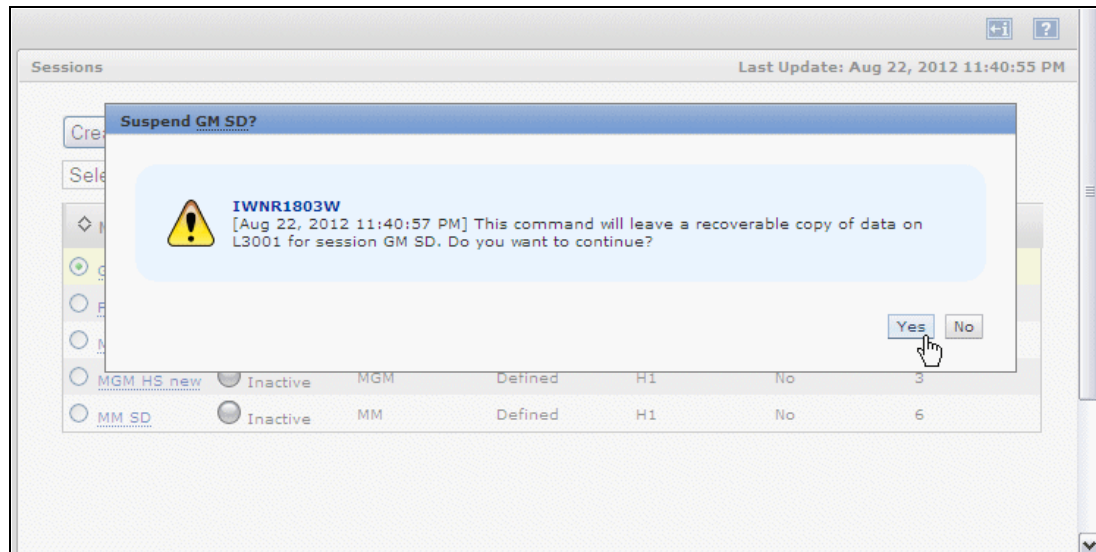 Sessions
Last Update: Aug 22, 2012 11:40:55 PM
Suspend GM SD?
IWNR1803W
[Aug 22, 2012 11:40:57 PM] This command will leave a recoverable copy of data on
L3001 for session GM SD. Do you want to continue?
Yes No
MGM HS new Inactive MGM Defined H1 No 3
MM SD Inactive MM Defined H1 No 6